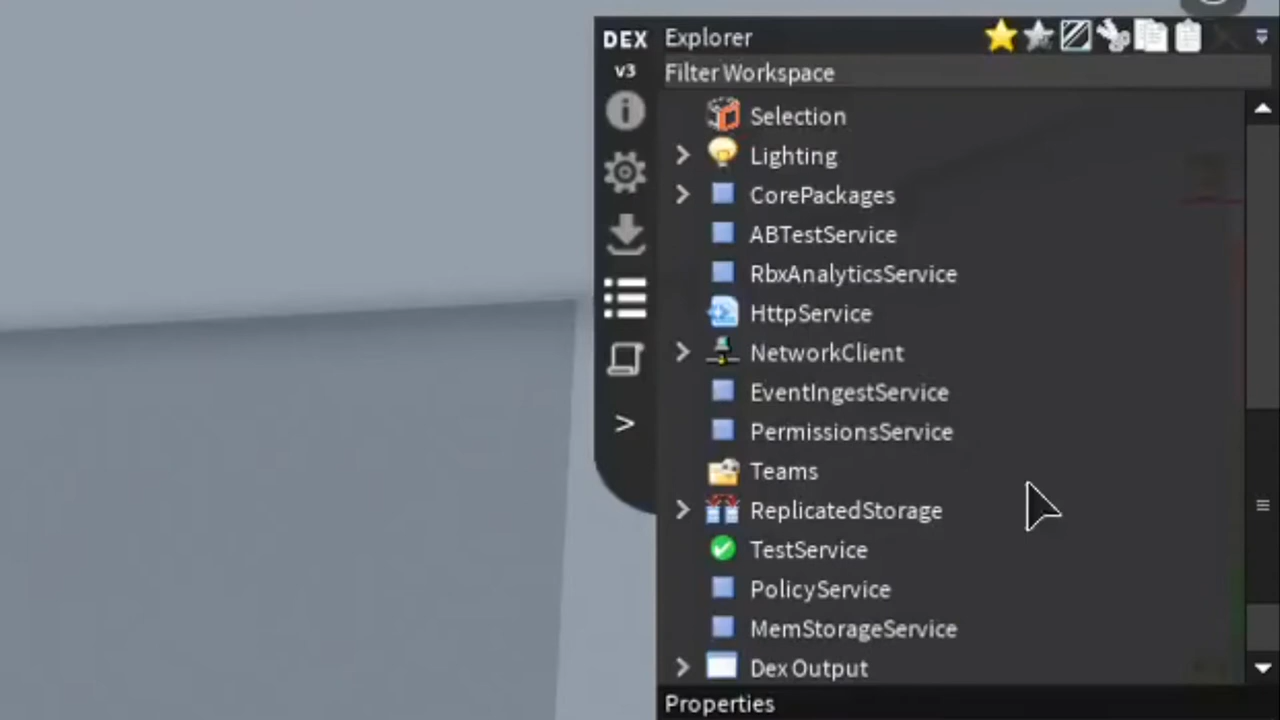 DEX
Explorer
v3
Filter Workspace
Selection
Lighting
CorePackages
ABTestService
RbxAnalyticsService
HttpService
NetworkClient
EventIngestService
PermissionsService
Teams
ReplicatedStorage
TestService
PolicyService
MemStorageService
Dex Output
Properties